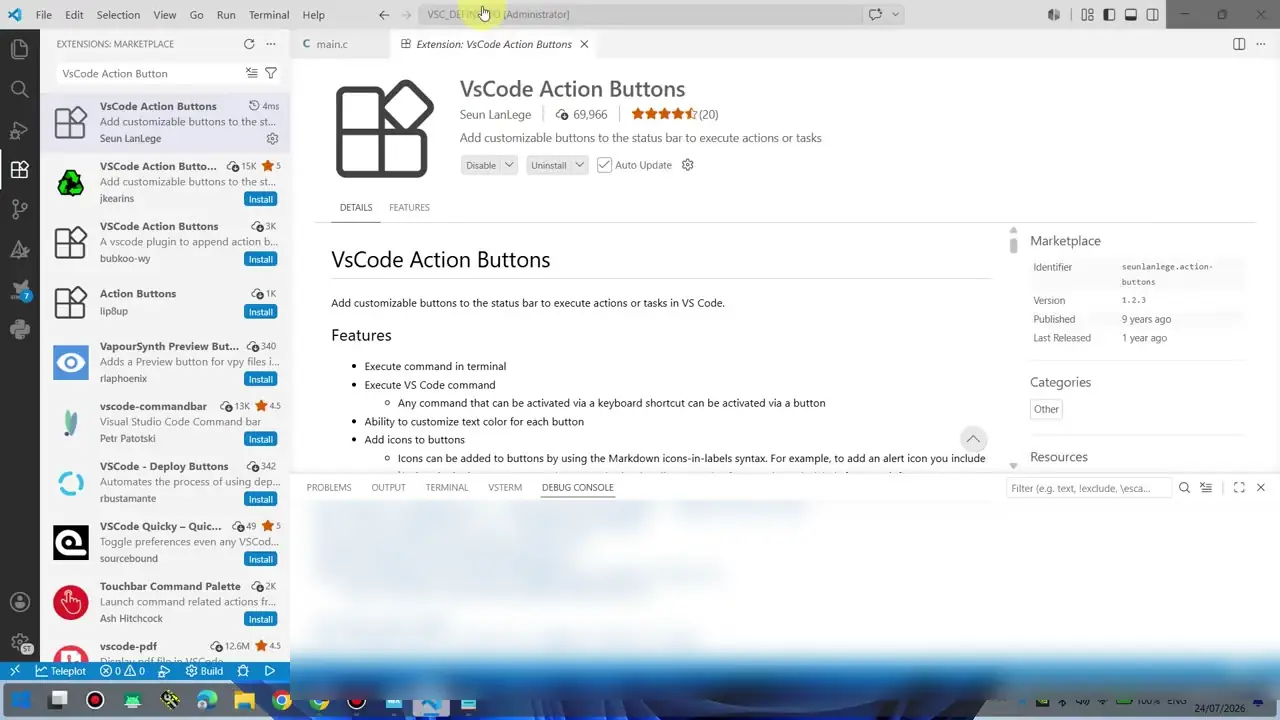 File Edit Selection View Go Run Terminal Help
[Administrator]
EXTENSIONS: MARKETPLACE
main.c
Extension: VsCode Action Buttons
VsCode Action Button
VsCode Action Buttons 4ms
Add customizable buttons to the st...
Seun LanLege
VSCode Action Butto... 15K 5
Add customizable buttons to the st...
jkearins Install
VSCode Action Buttons 3K
A vscode plugin to append action b...
bubkoo-wy Install
Action Buttons 1K
lip8up Install
VapourSynth Preview But... 340
Adds a Preview button for vpy files i...
rlaphoenix Install
vscode-commandbar 13K 4.5
Visual Studio Code Command bar
Petr Patotski Install
VSCode - Deploy Buttons 342
Automates the process of using dep...
rbustamante Install
VSCode Quicky – Quic... 49 5
Toggle preferences even any VSCod...
sourcebound Install
Touchbar Command Palette 2K
Launch command related actions fr...
Ash Hitchcock Install
vscode-pdf 12.6M 4.5
Display pdf file in VSCode
7
VsCode Action Buttons
Seun LanLege 69,966 (20)
Add customizable buttons to the status bar to execute actions or tasks
Disable Uninstall Auto Update
DETAILS FEATURES
VsCode Action Buttons
Add customizable buttons to the status bar to execute actions or tasks in VS Code.
Features
Execute command in terminal
Execute VS Code command
Any command that can be activated via a keyboard shortcut can be activated via a button
Ability to customize text color for each button
Add icons to buttons
Icons can be added to buttons by using the Markdown icons-in-labels syntax. For example, to add an alert icon you include
Marketplace
Identifier seunlanlege.action-
buttons
Version 1.2.3
Published 9 years ago
Last Released 1 year ago
Categories
Other
Resources
PROBLEMS OUTPUT TERMINAL VSTERM DEBUG CONSOLE
Filter (e.g. text, !exclude, \esca...
ST
Teleplot 0 0 Build
24/07/2026